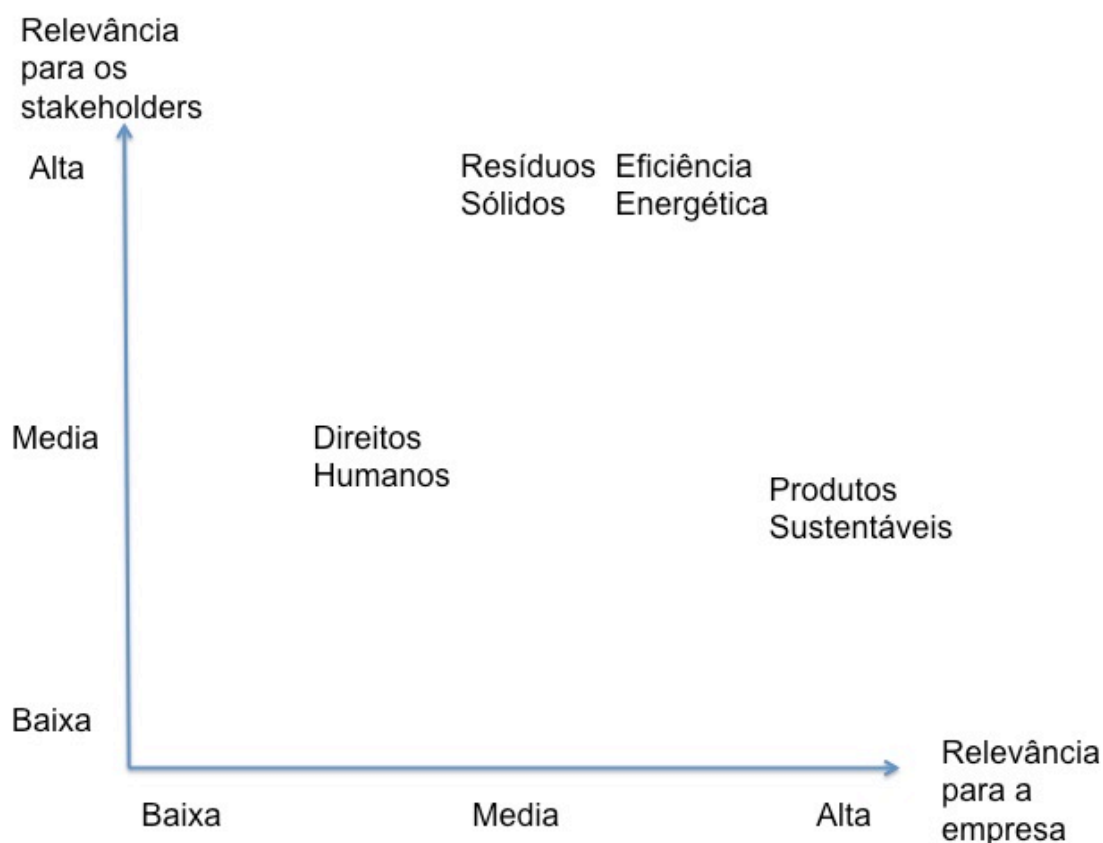 Relevância
para os
stakeholders
Alta
Resíduos
Sólidos
Eficiência
Energética
Media
Direitos
Humanos
Produtos
Sustentáveis
Baixa
Baixa
Media
Alta
Relevância
para a
empresa